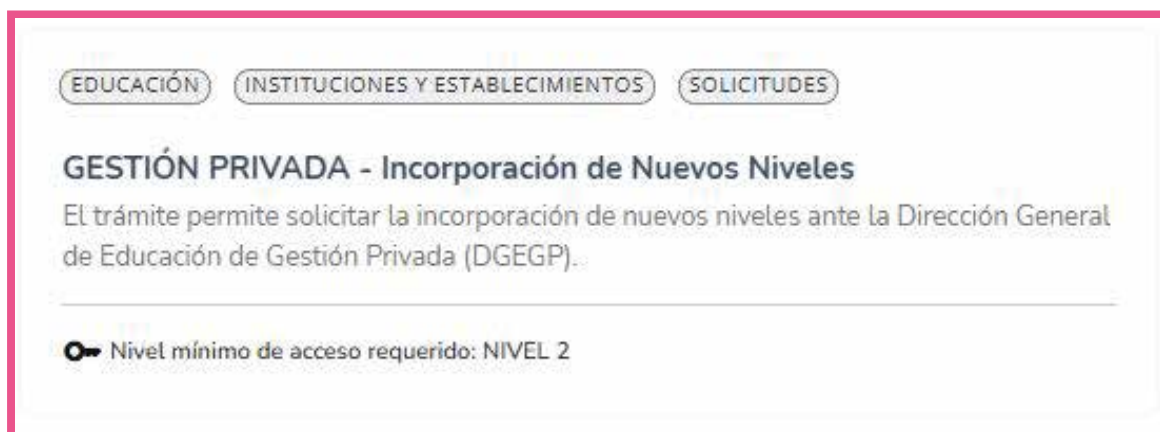 EDUCACIÓN INSTITUCIONES Y ESTABLECIMIENTOS SOLICITUDES
GESTIÓN PRIVADA - Incorporación de Nuevos Niveles
El trámite permite solicitar la incorporación de nuevos niveles ante la Dirección General
de Educación de Gestión Privada (DGEGP).
Nivel mínimo de acceso requerido: NIVEL 2